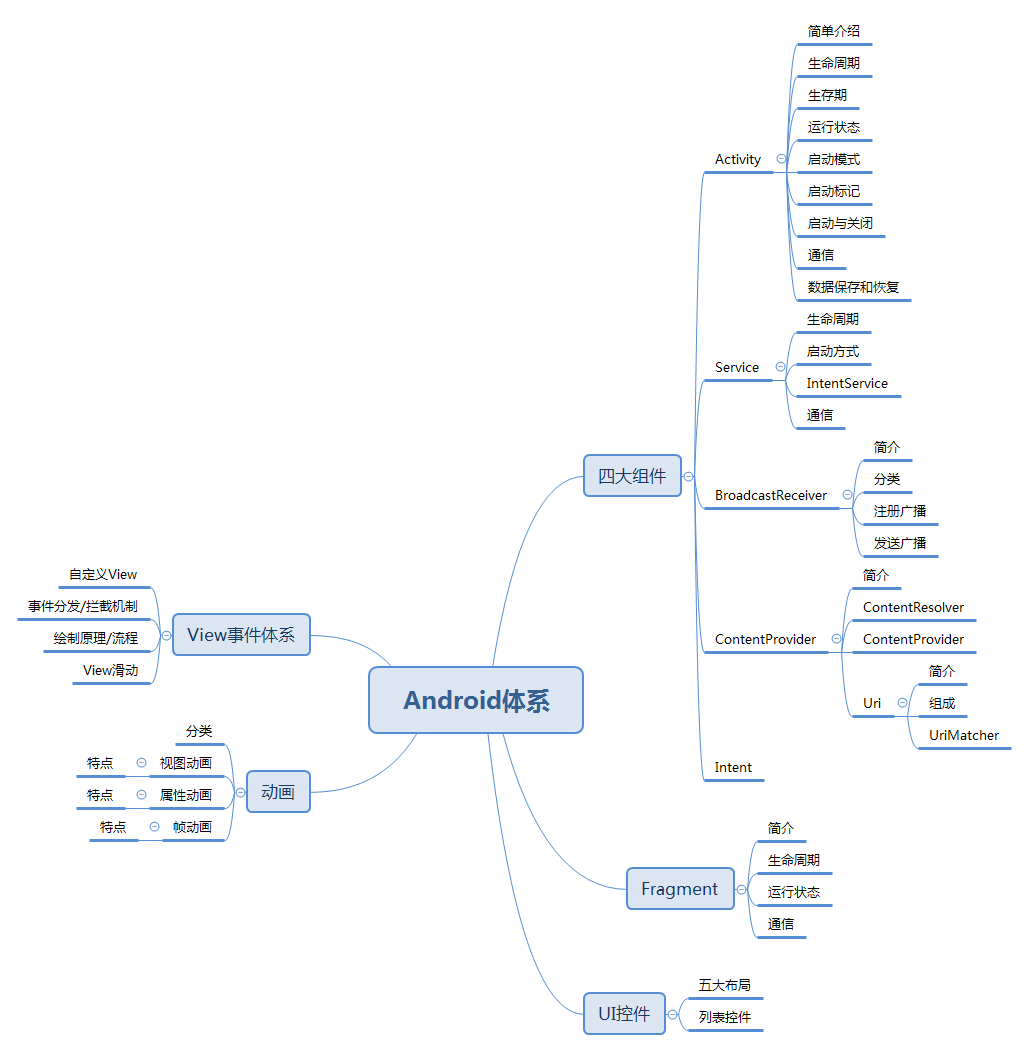 Android体系
四大组件
Activity
简单介绍
生命周期
生存期
运行状态
启动模式
启动标记
启动与关闭
通信
数据保存和恢复
Service
生命周期
启动方式
IntentService
通信
BroadcastReceiver
简介
分类
注册广播
发送广播
ContentProvider
简介
ContentResolver
ContentProvider
Uri
简介
组成
UriMatcher
Intent
Fragment
简介
生命周期
运行状态
通信
UI控件
五大布局
列表控件
View事件体系
自定义View
事件分发/拦截机制
绘制原理/流程
View滑动
动画
分类
视图动画
特点
属性动画
特点
帧动画
特点